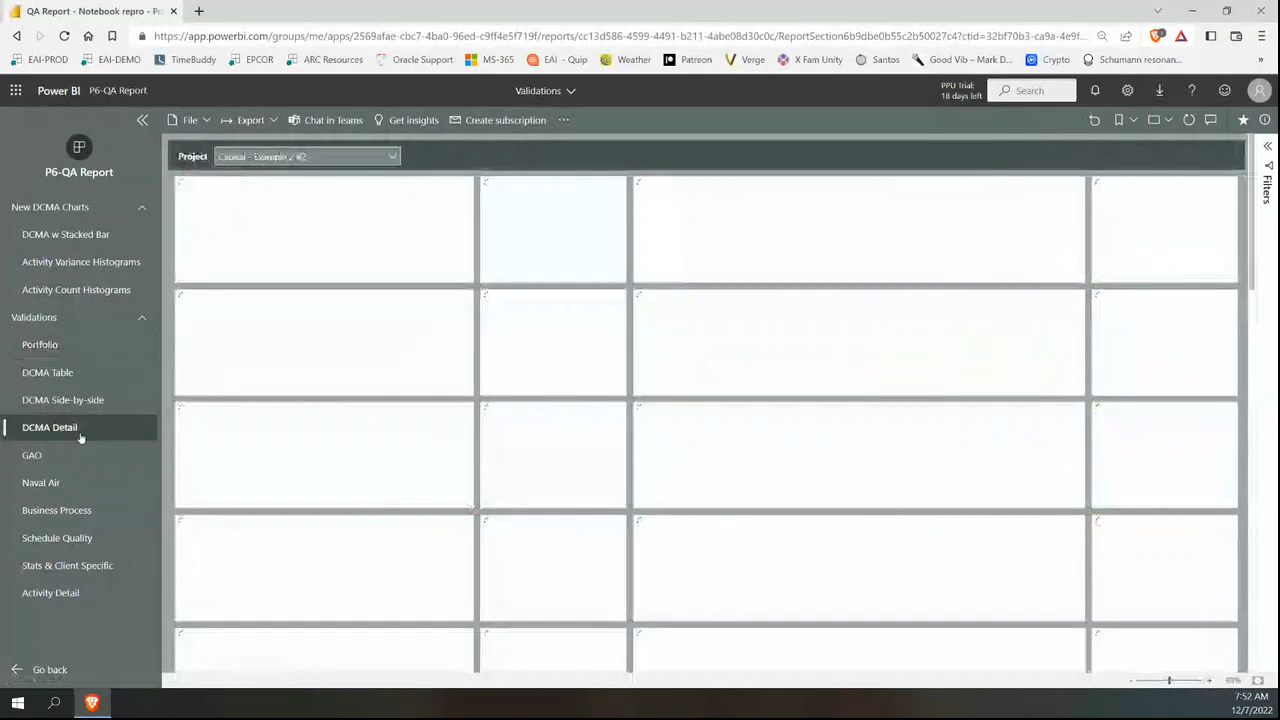 QA Report - Notebook repro - Po
https://app.powerbi.com/groups/me/apps/2569afae-cbc7-4ba0-96ed-c9ff4e5f719f/reports/cc13d586-4599-4491-b211-4abe08d30c0c/ReportSection6b9dbe0b55c2b50027c4?ctid=32bf70b3-ca9a-4e9f...
EAI-PROD
EAI-DEMO
TimeBuddy
EPCOR
ARC Resources
Oracle Support
MS-365
EAI - Quip
Weather
Patreon
Verge
X Fam Unity
Santos
Good Vib – Mark D...
Crypto
Schumann resonan...
Power BI
P6-QA Report
Validations
PPU Trial:
18 days left
Search
File
Export
Chat in Teams
Get insights
Create subscription
Project
Capital - Example 2 #2
P6-QA Report
New DCMA Charts
DCMA w Stacked Bar
Activity Variance Histograms
Activity Count Histograms
Validations
Portfolio
DCMA Table
DCMA Side-by-side
DCMA Detail
GAO
Naval Air
Business Process
Schedule Quality
Stats & Client Specific
Activity Detail
Go back
Filters
7:52 AM
12/7/2022